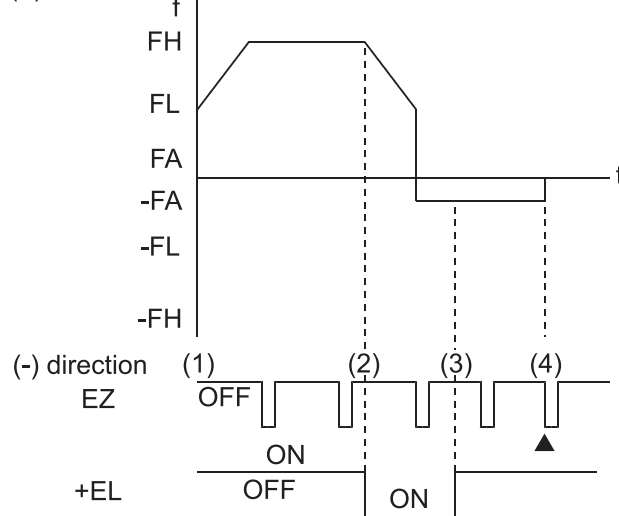 f
FH
FL
FA
t
-FA
-FL
-FH
(-) direction (1) (2) (3) (4)
EZ OFF
ON
+EL OFF ON